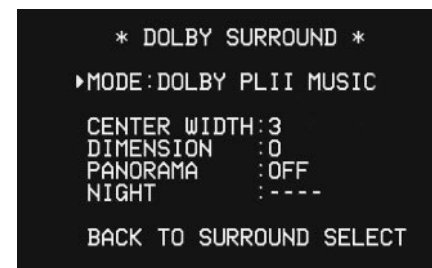 * DOLBY SURROUND *
▸MODE:DOLBY PLII MUSIC
CENTER WIDTH:3
DIMENSION :0
PANORAMA :OFF
NIGHT :----
BACK TO SURROUND SELECT